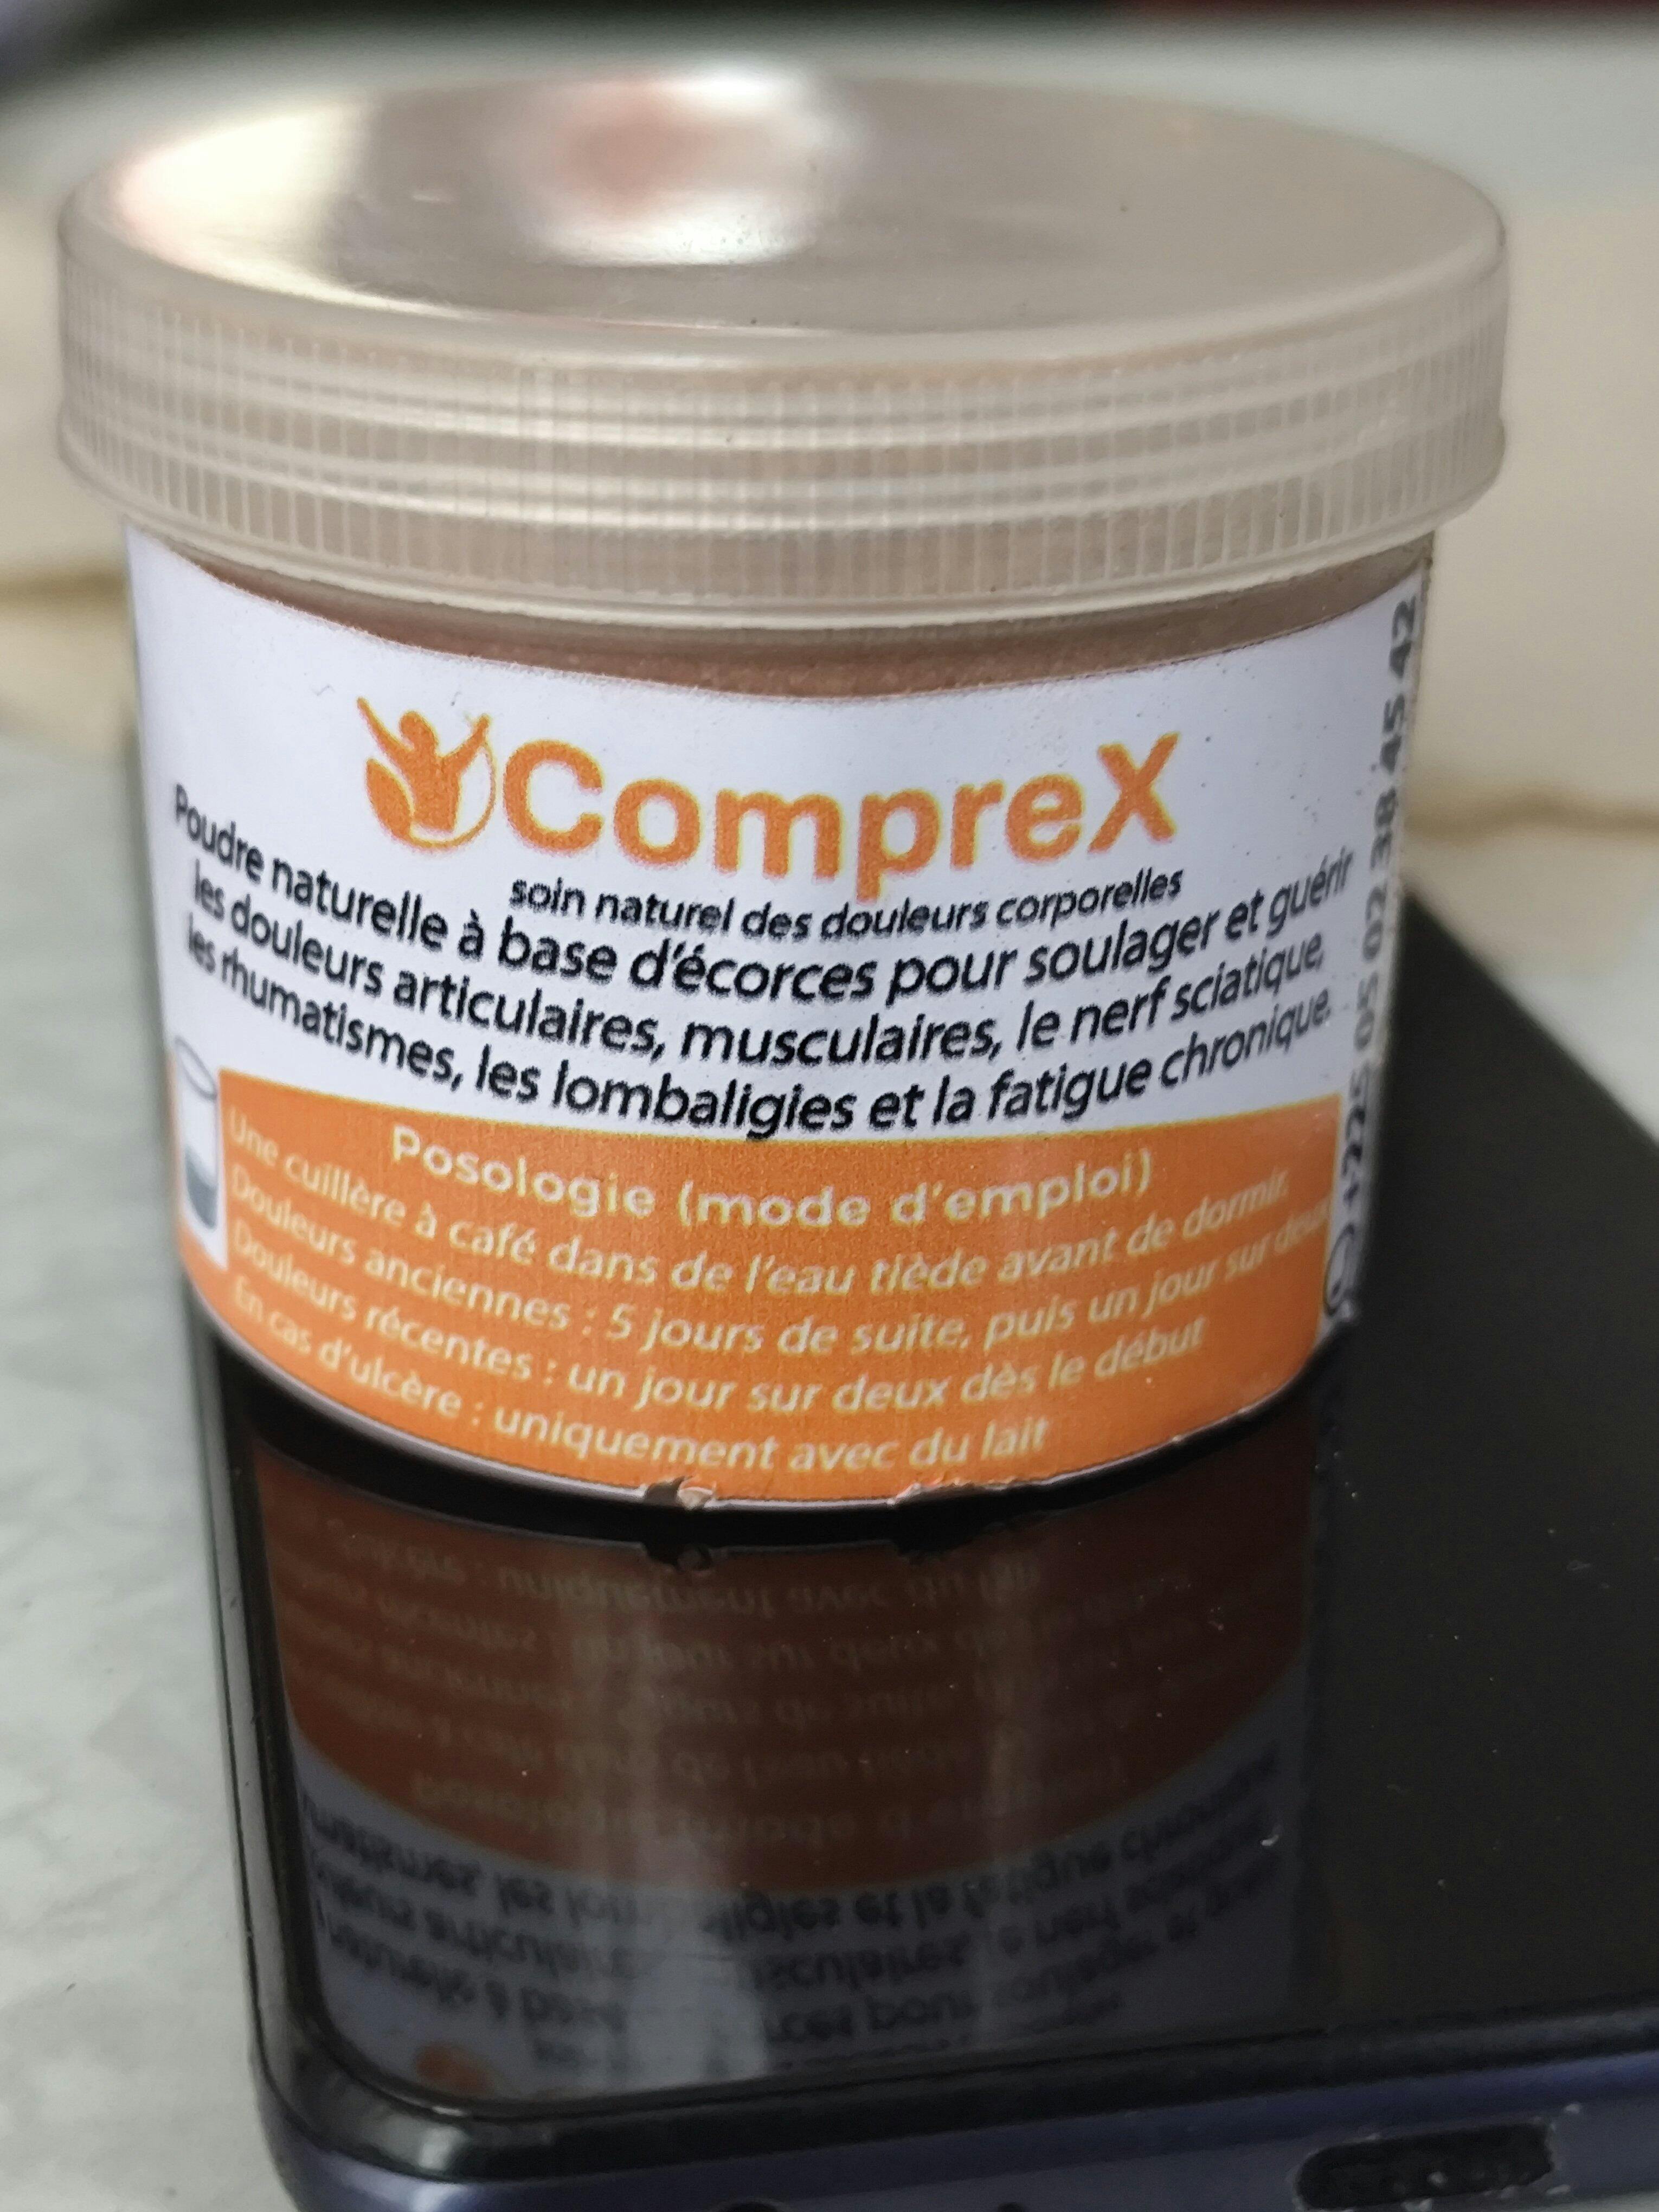 CompreX
soin naturel des douleurs corporelles
Poudre naturelle à base d'écorces pour soulager et guérir
les douleurs articulaires, musculaires, le nerf sciatique,
les rhumatismes, les lombaligies et la fatigue chronique.
Posologie (mode d'emploi)
Une cuillère à café dans de l'eau tiède avant de dormir.
Douleurs anciennes : 5 jours de suite, puis un jour sur deux
Douleurs récentes : un jour sur deux dès le début
En cas d'ulcère : uniquement avec du lait
+225 05 02 38 45 42